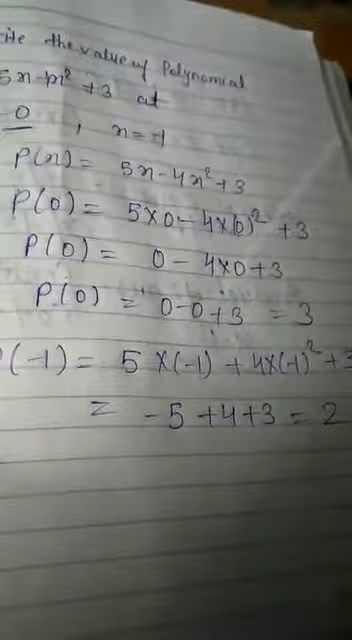 the value of Polynomial
5x - x² + 3 at
0 , x = -1
P(x) = 5x - 4x² + 3
P(0) = 5×0 - 4×(0)² + 3
P(0) = 0 - 4×0 + 3
P(0) = 0 - 0 + 3 = 3
(-1) = 5 ×(-1) + 4×(-1)² + 3
= -5 + 4 + 3 = 2